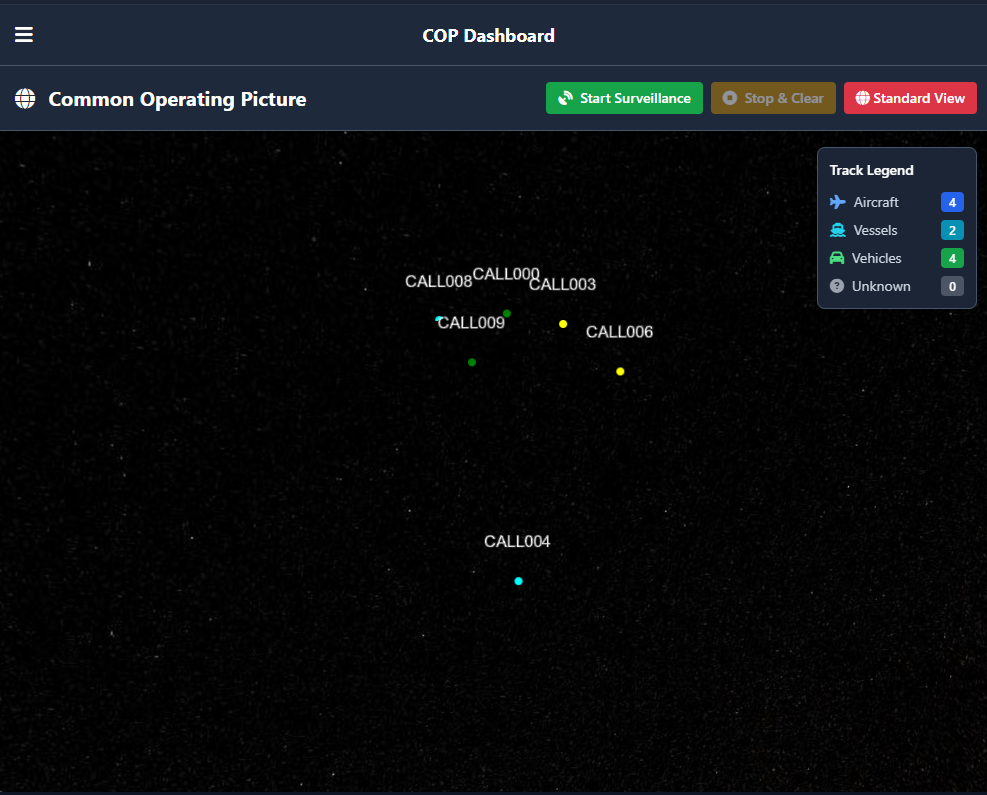 COP Dashboard
Common Operating Picture
Start Surveillance
Stop & Clear
Standard View
Track Legend
Aircraft 4
Vessels 2
Vehicles 4
Unknown 0
CALL008
CALL000
CALL003
CALL009
CALL006
CALL004